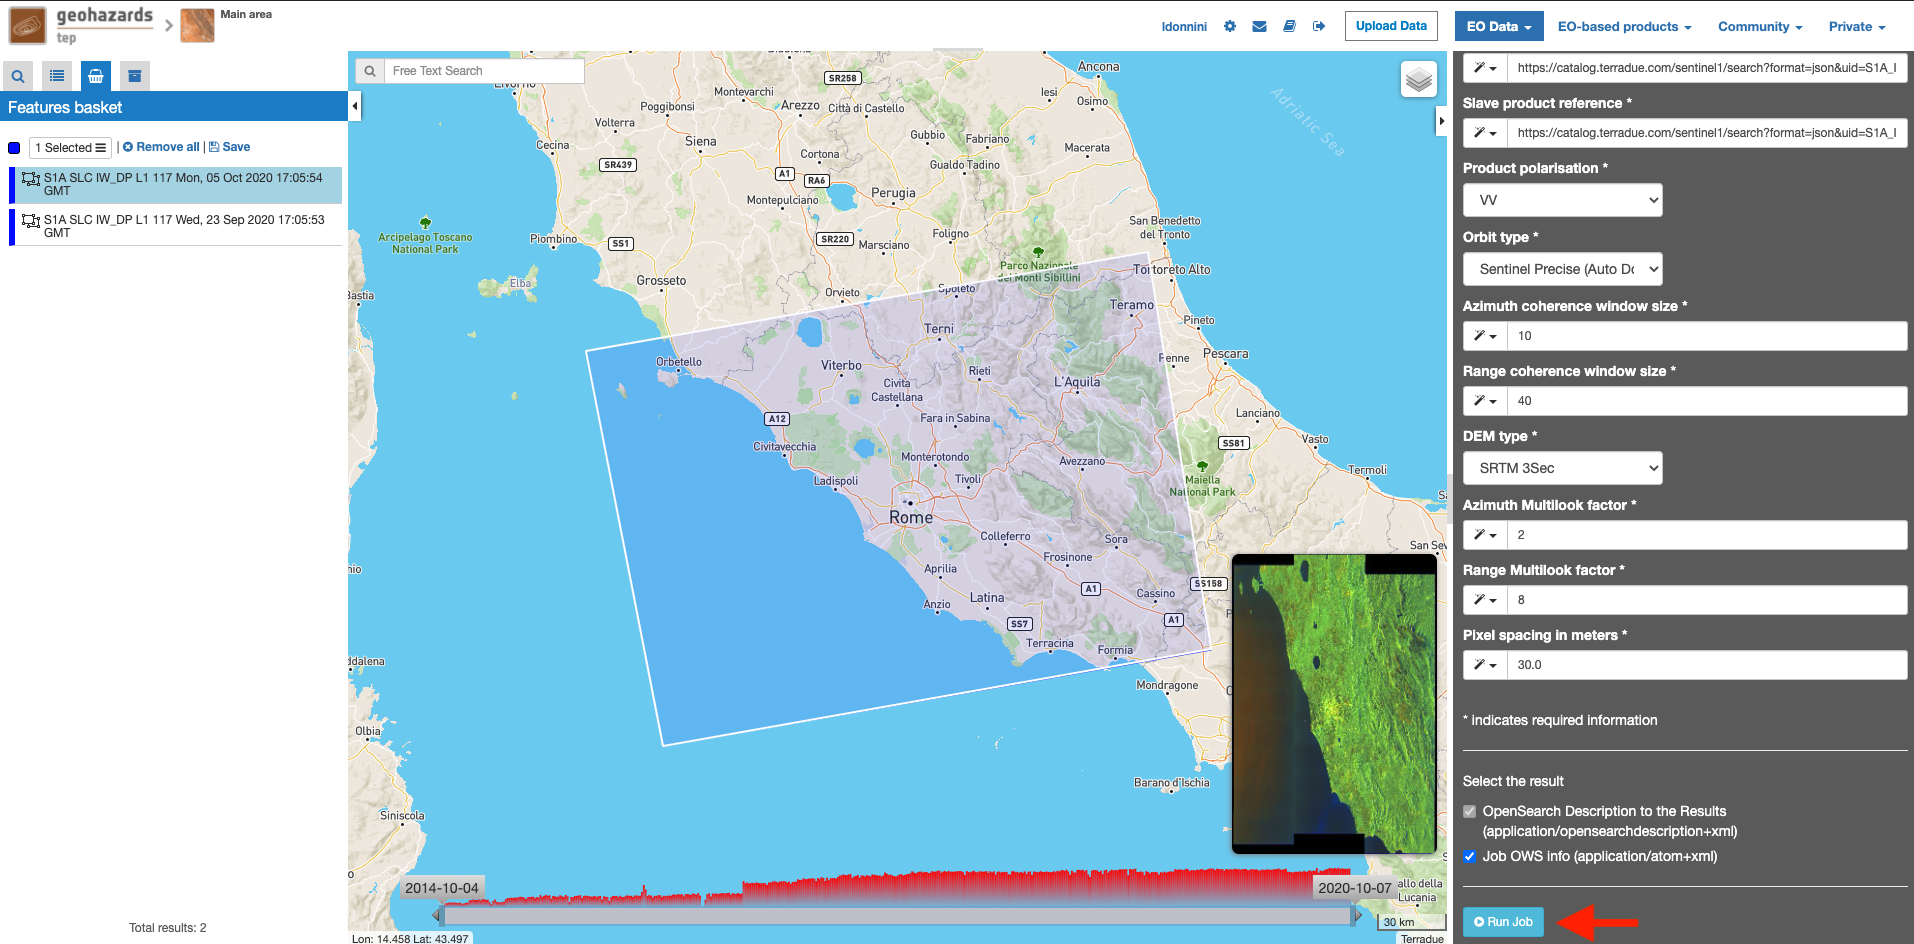 geohazards
tep
Main area
ldonnini
Upload Data
EO Data
EO-based products
Community
Private
Features basket
1 Selected
| Remove all | Save
S1A SLC IW_DP L1 117 Mon, 05 Oct 2020 17:05:54
GMT
S1A SLC IW_DP L1 117 Wed, 23 Sep 2020 17:05:53
GMT
Total results: 2
Free Text Search
Livorno
SR258
Ancona
Poggibonsi
Montevarchi
Arezzo
Città di Castello
Iesi
Osimo
Adriatic Sea
Volterra
Gubbio
Fabriano
Cecina
Siena
Cortona
Macerata
SR439
A1
RA6
Gualdo Tadino
Montepulciano
Perugia
Arcipelago Toscano
National Park
Piombino
SS1
SR220
Marsciano
Foligno
San Benedetto
del Tronto
Parco Nazionale
dei Monti Sibillini
Tortoreto Alto
Elba
Grosseto
Orvieto
Spoleto
Bastia
Teramo
Terni
Pineto
Orbetello
Viterbo
Rieti
Penne
Pescara
Civita
Castellana
L'Aquila
A12
Fara in Sabina
Lanciano
Civitavecchia
Monterotondo
Avezzano
SS81
Vasto
Ladispoli
Tivoli
Maiella
National Park
Termoli
Rome
Colleferro
Sora
San Sev
Frosinone
Aprilia
A1
Cassino
SS158
Anzio
Latina
SS7
A1
Terracina
Formia
Mondragone
ddalena
Olbia
Barano d'Ischia
Siniscola
2014-10-04
2020-10-07
allo della
Lucania
30 km
Lon: 14.458 Lat: 43.497
Terradue
https://catalog.terradue.com/sentinel1/search?format=json&uid=S1A_I
Slave product reference *
https://catalog.terradue.com/sentinel1/search?format=json&uid=S1A_I
Product polarisation *
VV
Orbit type *
Sentinel Precise (Auto Do
Azimuth coherence window size *
10
Range coherence window size *
40
DEM type *
SRTM 3Sec
Azimuth Multilook factor *
2
Range Multilook factor *
8
Pixel spacing in meters *
30.0
* indicates required information
Select the result
OpenSearch Description to the Results
(application/opensearchdescription+xml)
Job OWS info (application/atom+xml)
Run Job